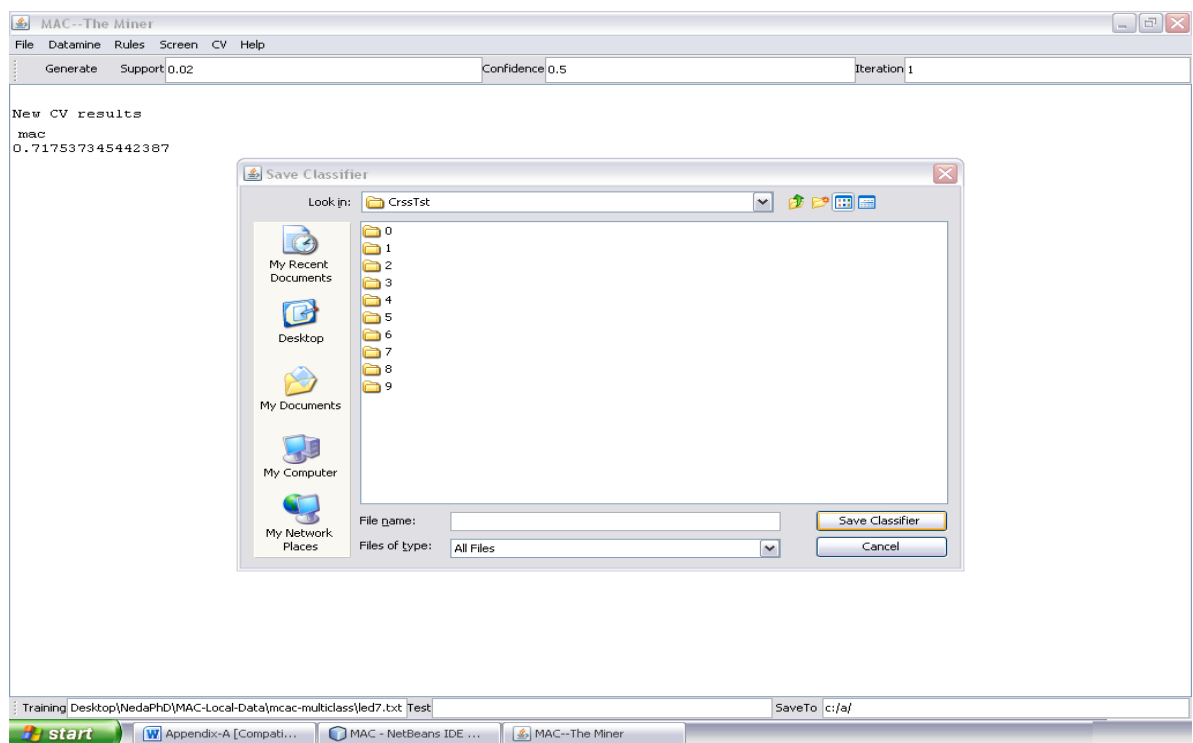 MAC--The Miner
File Datamine Rules Screen CV Help
Generate Support 0.02 Confidence 0.5 Iteration 1
New CV results
mac
0.717537345442387
Save Classifier
Look in: CrssTst
0
1
2
3
4
5
6
7
8
9
My Recent
Documents
Desktop
My Documents
My Computer
My Network
Places
File name:
Save Classifier
Files of type: All Files
Cancel
Training Desktop\NedaPhD\MAC-Local-Data\mcac-multiclass\led7.txt Test SaveTo c:/a/
start Appendix-A [Compati... MAC - NetBeans IDE ... MAC--The Miner